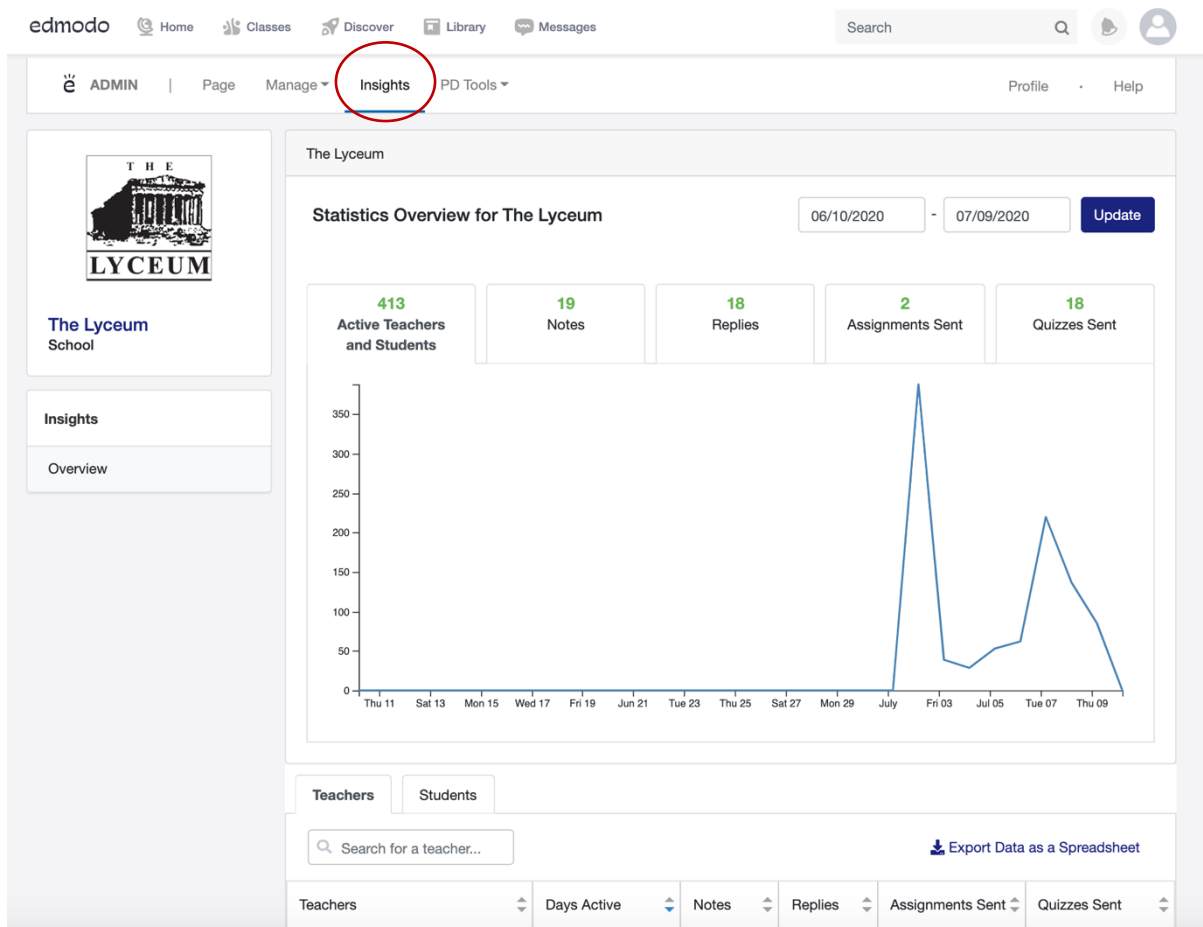 edmodo Home Classes Discover Library Messages Search
ë ADMIN | Page Manage Insights PD Tools Profile · Help
THE
LYCEUM
The Lyceum
School
Insights
Overview
The Lyceum
Statistics Overview for The Lyceum 06/10/2020 - 07/09/2020 Update
413 19 18 2 18
Active Teachers Notes Replies Assignments Sent Quizzes Sent
and Students
350
300
250
200
150
100
50
0
Thu 11 Sat 13 Mon 15 Wed 17 Fri 19 Jun 21 Tue 23 Thu 25 Sat 27 Mon 29 July Fri 03 Jul 05 Tue 07 Thu 09
Teachers Students
Search for a teacher... Export Data as a Spreadsheet
Teachers Days Active Notes Replies Assignments Sent Quizzes Sent